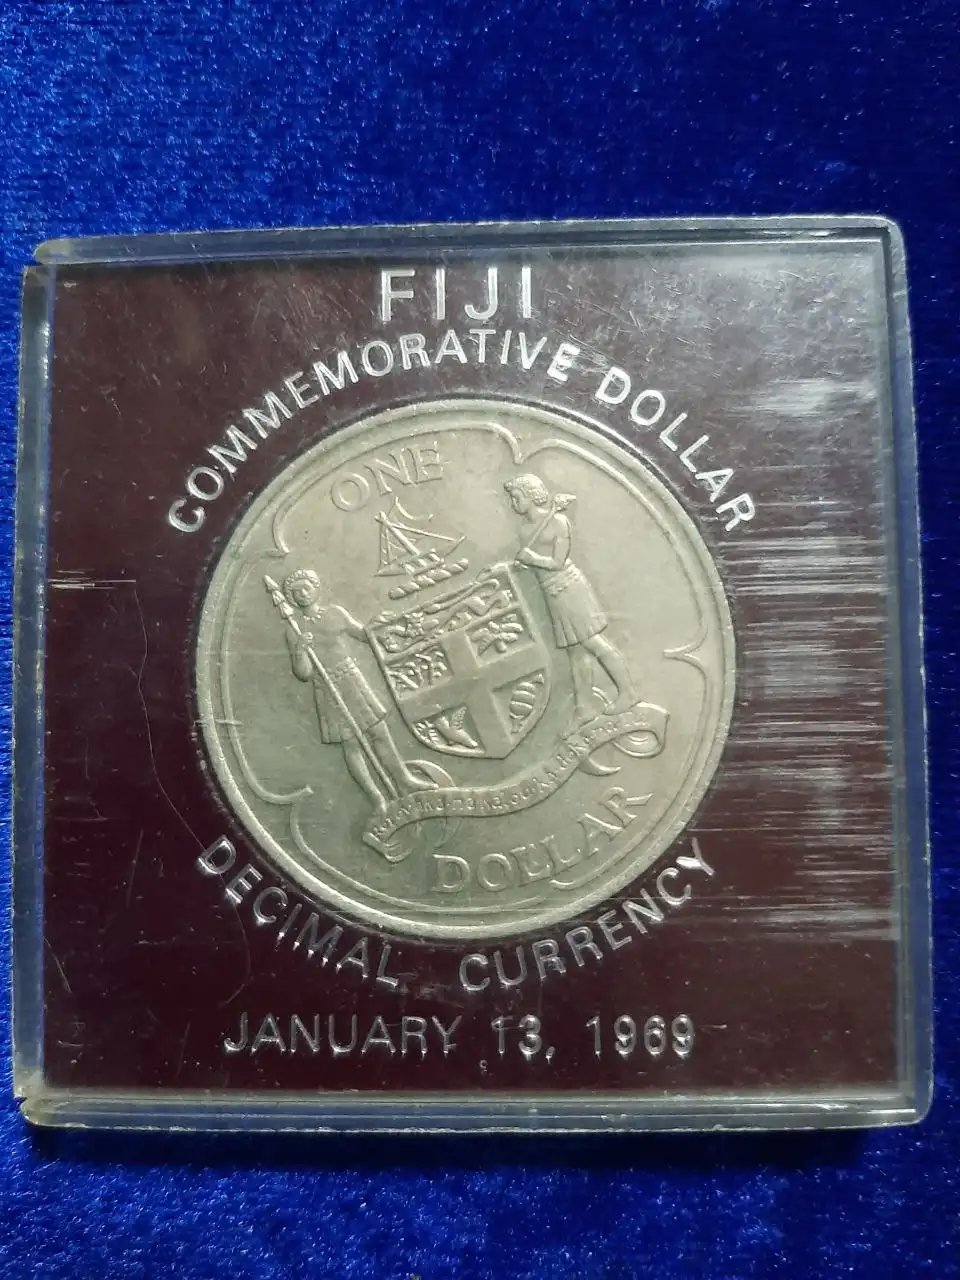 FIJI
COMMEMORATIVE DOLLAR
ONE
DOLLAR
DECIMAL CURRENCY
JANUARY 13, 1969